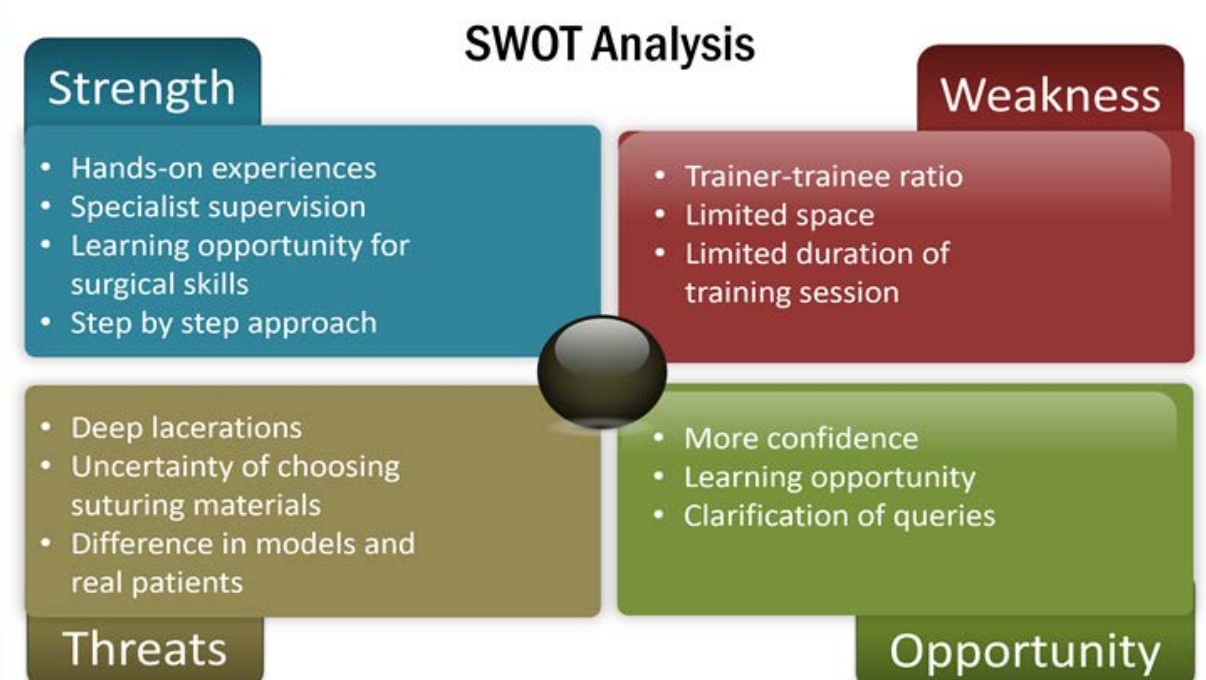 SWOT Analysis
Strength
• Hands-on experiences
• Specialist supervision
• Learning opportunity for
surgical skills
• Step by step approach
Weakness
• Trainer-trainee ratio
• Limited space
• Limited duration of
training session
• Deep lacerations
• Uncertainty of choosing
suturing materials
• Difference in models and
real patients
Threats
• More confidence
• Learning opportunity
• Clarification of queries
Opportunity